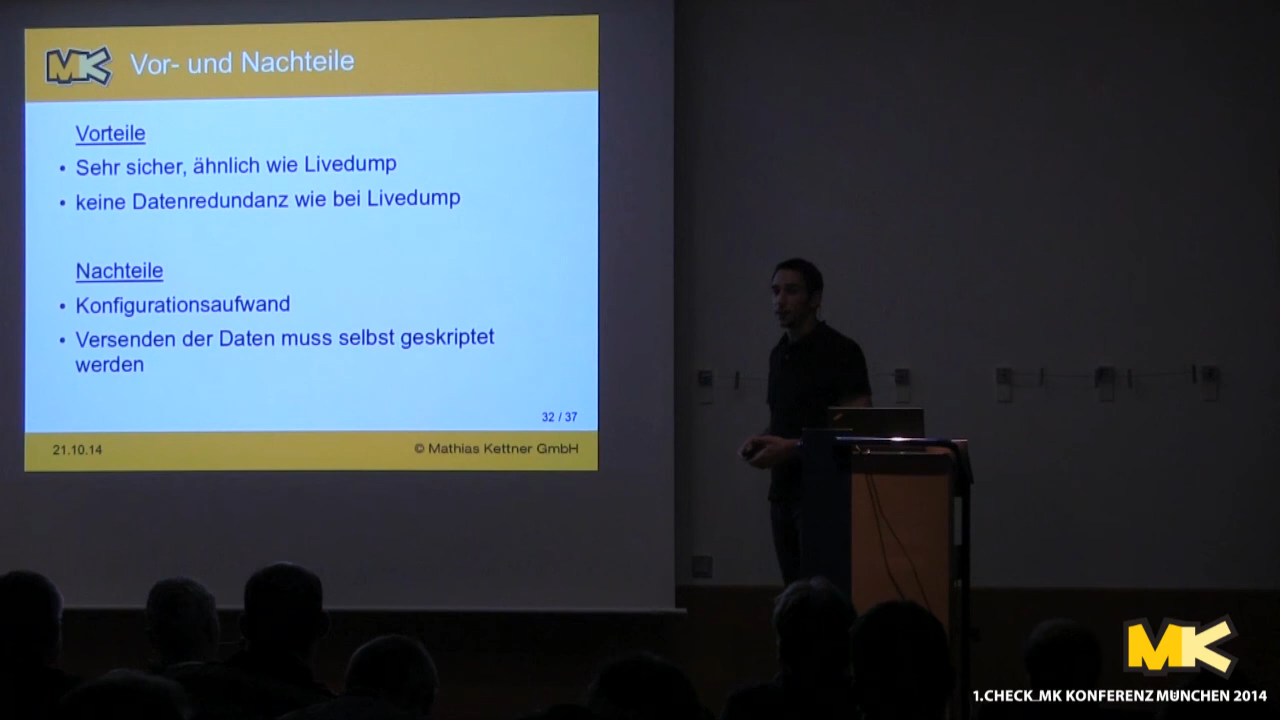 MK Vor- und Nachteile
Vorteile
• Sehr sicher, ähnlich wie Livedump
• keine Datenredundanz wie bei Livedump
Nachteile
• Konfigurationsaufwand
• Versenden der Daten muss selbst geskriptet
werden
32 / 37
21.10.14 © Mathias Kettner GmbH
MK
1.CHECK_MK KONFERENZ MÜNCHEN 2014